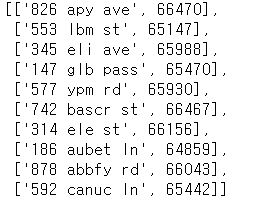 [['826 apy ave', 66470],
['553 lbm st', 65147],
['345 eli ave', 65988],
['147 glb pass', 65470],
['577 ypm rd', 65930],
['742 bascr st', 66467],
['314 ele st', 66156],
['186 aubet ln', 64859],
['878 abbfy rd', 66043],
['592 canuc ln', 65442]]